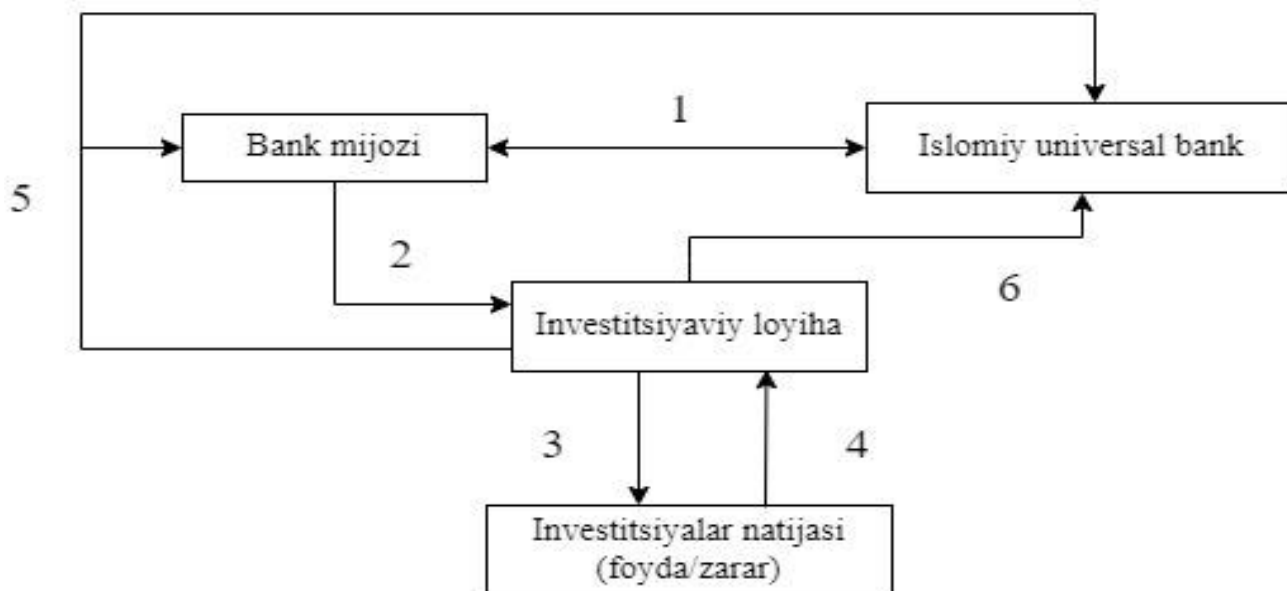 1
Bank mijozi
Islomiy universal bank
5
2
6
Investitsiyaviy loyiha
3
4
Investitsiyalar natijasi
(foyda/zarar)